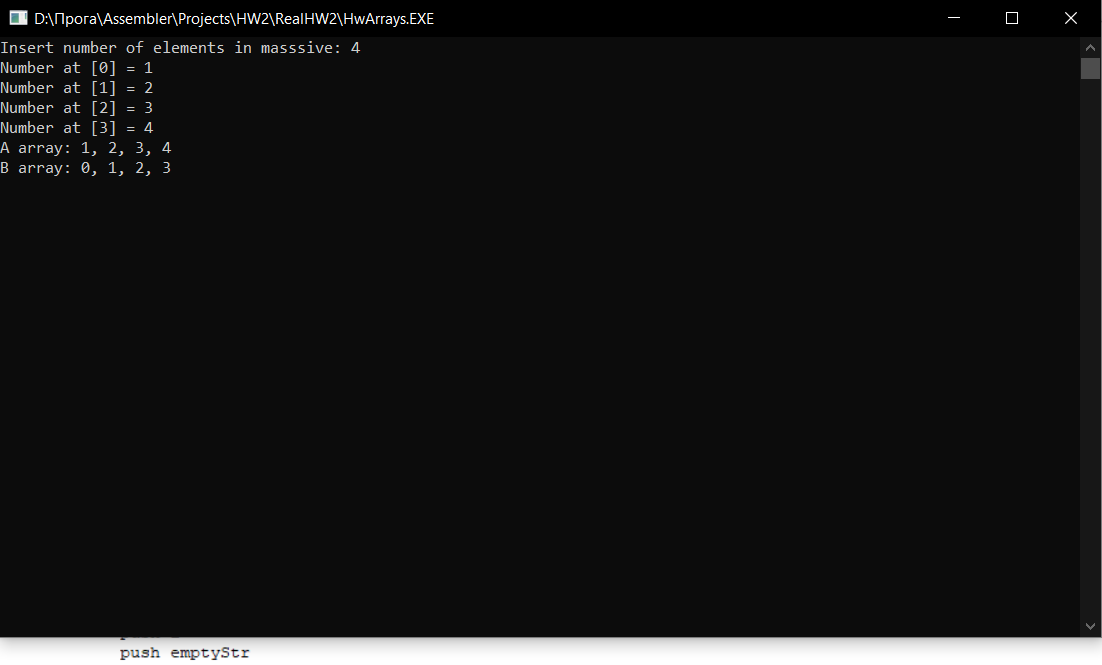 D:\Прога\Assembler\Projects\HW2\RealHW2\HwArrays.EXE
Insert number of elements in masssive: 4
Number at [0] = 1
Number at [1] = 2
Number at [2] = 3
Number at [3] = 4
A array: 1, 2, 3, 4
B array: 0, 1, 2, 3
push emptyStr